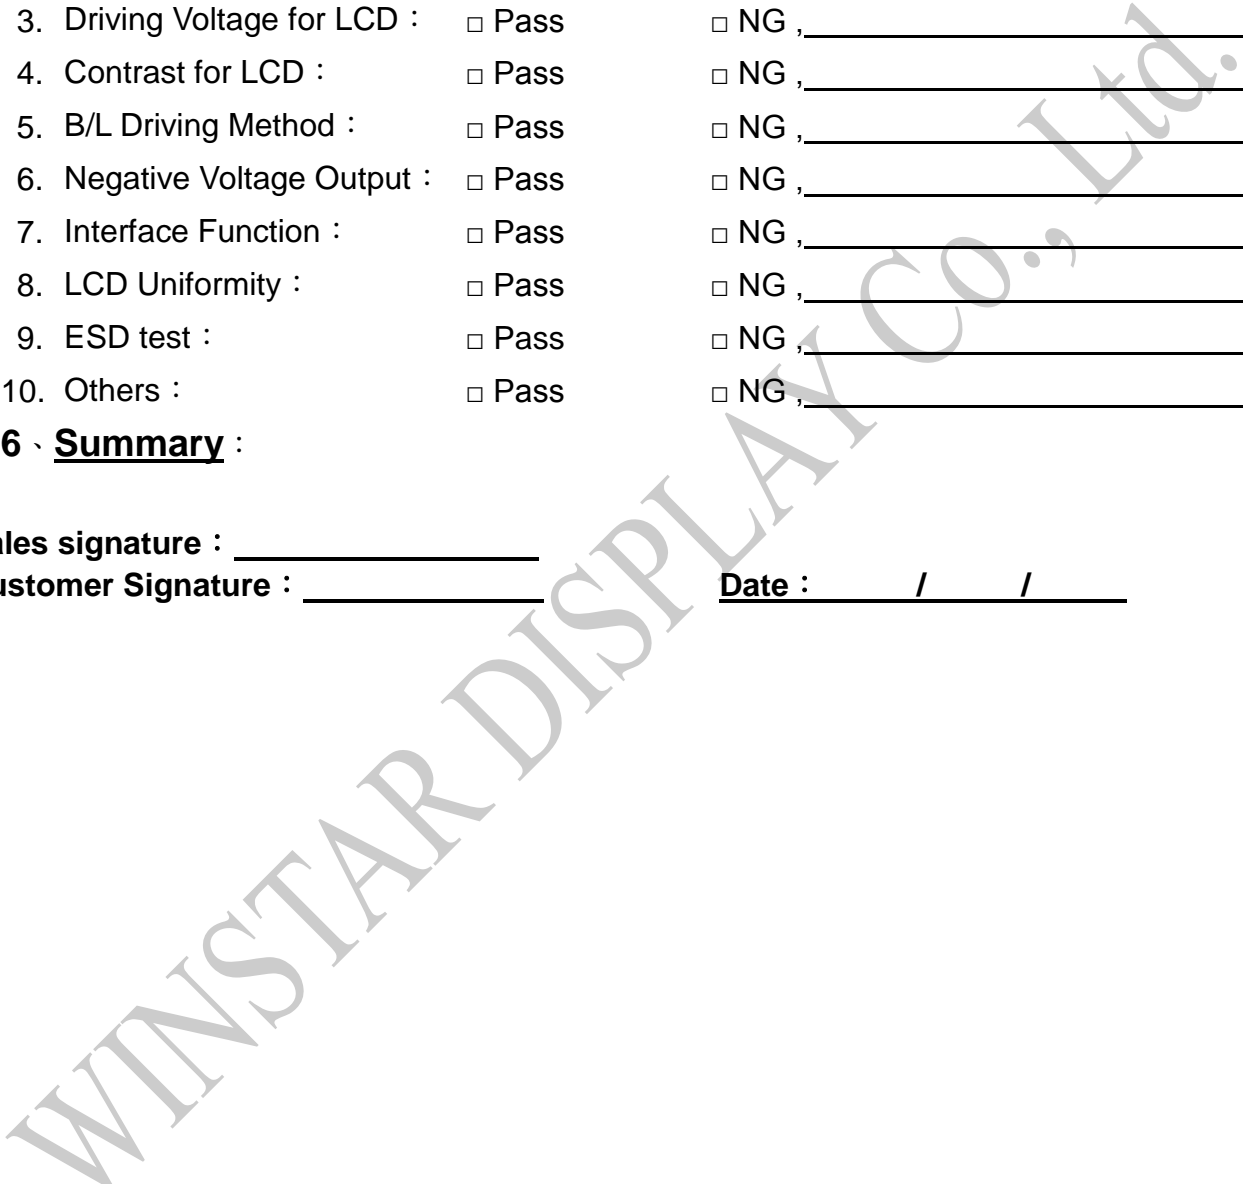 3. Driving Voltage for LCD： □ Pass □ NG ,
4. Contrast for LCD： □ Pass □ NG ,
5. B/L Driving Method： □ Pass □ NG ,
6. Negative Voltage Output： □ Pass □ NG ,
7. Interface Function： □ Pass □ NG ,
8. LCD Uniformity： □ Pass □ NG ,
9. ESD test： □ Pass □ NG ,
10. Others： □ Pass □ NG ,
6、Summary：
ales signature：
ustomer Signature： Date： / /
WINSTAR DISPLAY Co., Ltd.